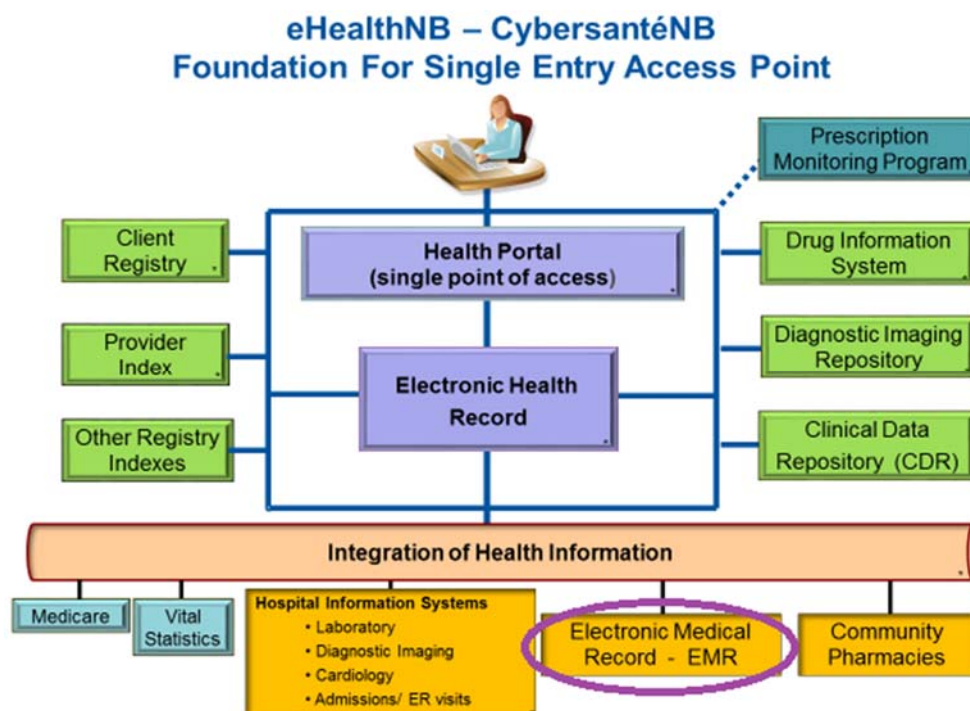 eHealthNB – CybersantéNB
Foundation For Single Entry Access Point
Prescription
Monitoring Program
Client
Registry
Health Portal
(single point of access)
Drug Information
System
Provider
Index
Electronic Health
Record
Diagnostic Imaging
Repository
Other Registry
Indexes
Clinical Data
Repository (CDR)
Integration of Health Information
Medicare
Vital
Statistics
Hospital Information Systems
• Laboratory
• Diagnostic Imaging
• Cardiology
• Admissions/ ER visits
Electronic Medical
Record - EMR
Community
Pharmacies